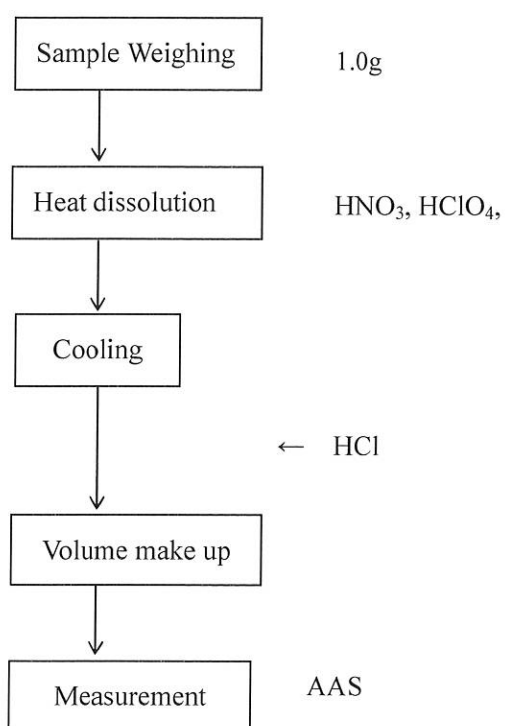 Sample Weighing 1.0g
Heat dissolution HNO₃, HClO₄,
Cooling
← HCl
Volume make up
Measurement AAS